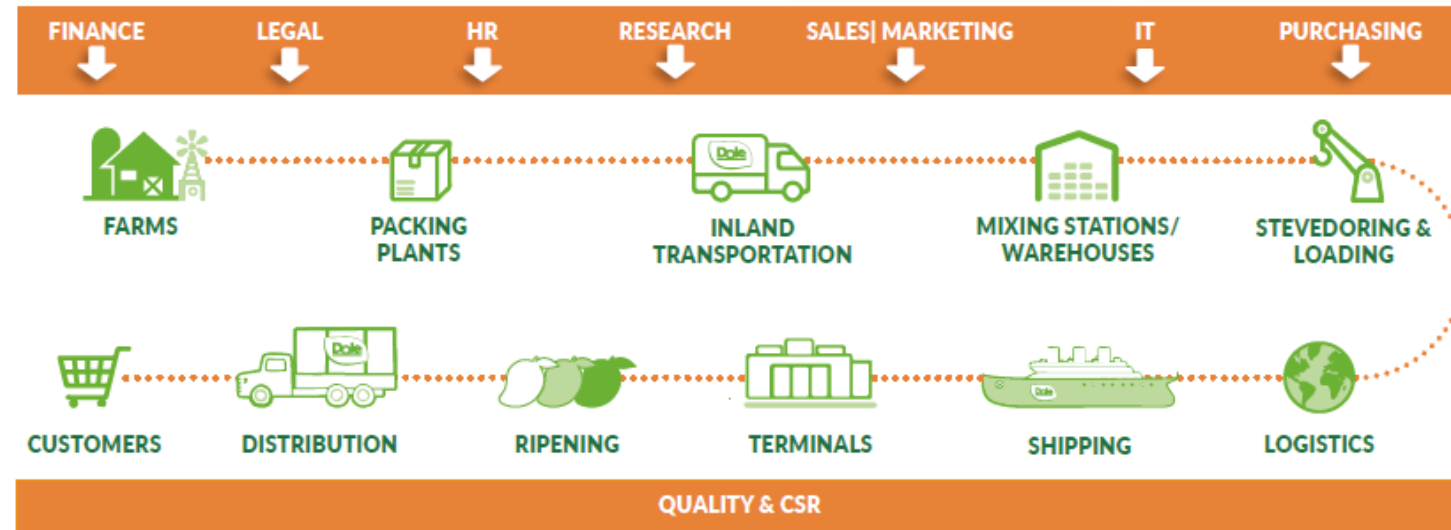 FINANCE
LEGAL
HR
RESEARCH
SALES| MARKETING
IT
PURCHASING
Dole
FARMS
PACKING
PLANTS
INLAND
TRANSPORTATION
MIXING STATIONS/
WAREHOUSES
STEVEDORING &
LOADING
Dole
Dole
CUSTOMERS
DISTRIBUTION
RIPENING
TERMINALS
SHIPPING
LOGISTICS
QUALITY & CSR